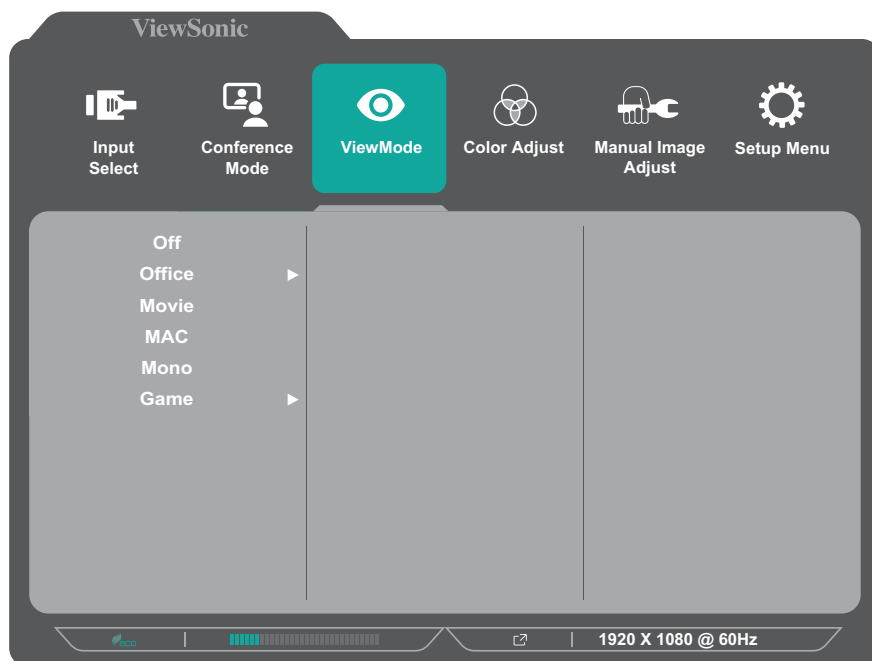 ViewSonic
Input
Select
Conference
Mode
ViewMode
Color Adjust
Manual Image
Adjust
Setup Menu
Off
Office
Movie
MAC
Mono
Game
eco
1920 X 1080 @ 60Hz